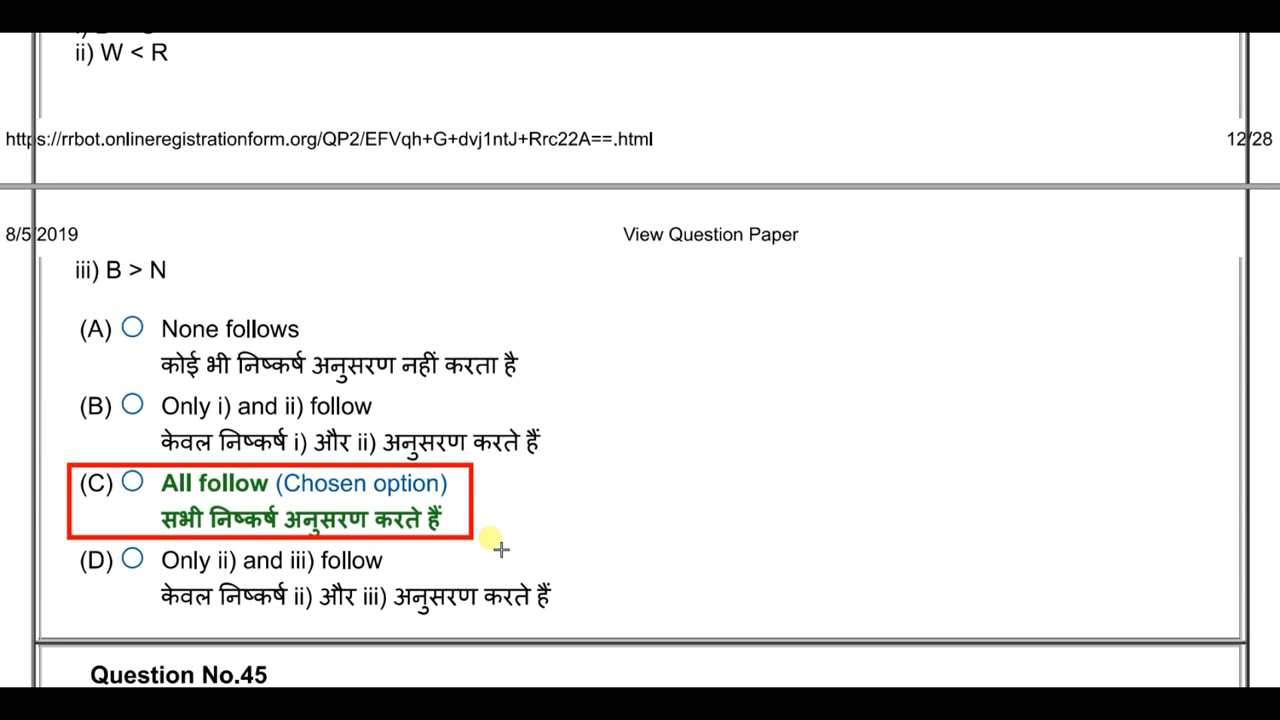 ii) W < R
https://rrbot.onlineregistrationform.org/QP2/EFVqh+G+dvj1ntJ+Rrc22A==.html 12/28
8/5/2019 View Question Paper
iii) B > N
(A) None follows
कोई भी निष्कर्ष अनुसरण नहीं करता है
(B) Only i) and ii) follow
केवल निष्कर्ष i) और ii) अनुसरण करते हैं
(C) All follow (Chosen option)
सभी निष्कर्ष अनुसरण करते हैं
(D) Only ii) and iii) follow
केवल निष्कर्ष ii) और iii) अनुसरण करते हैं
Question No.45